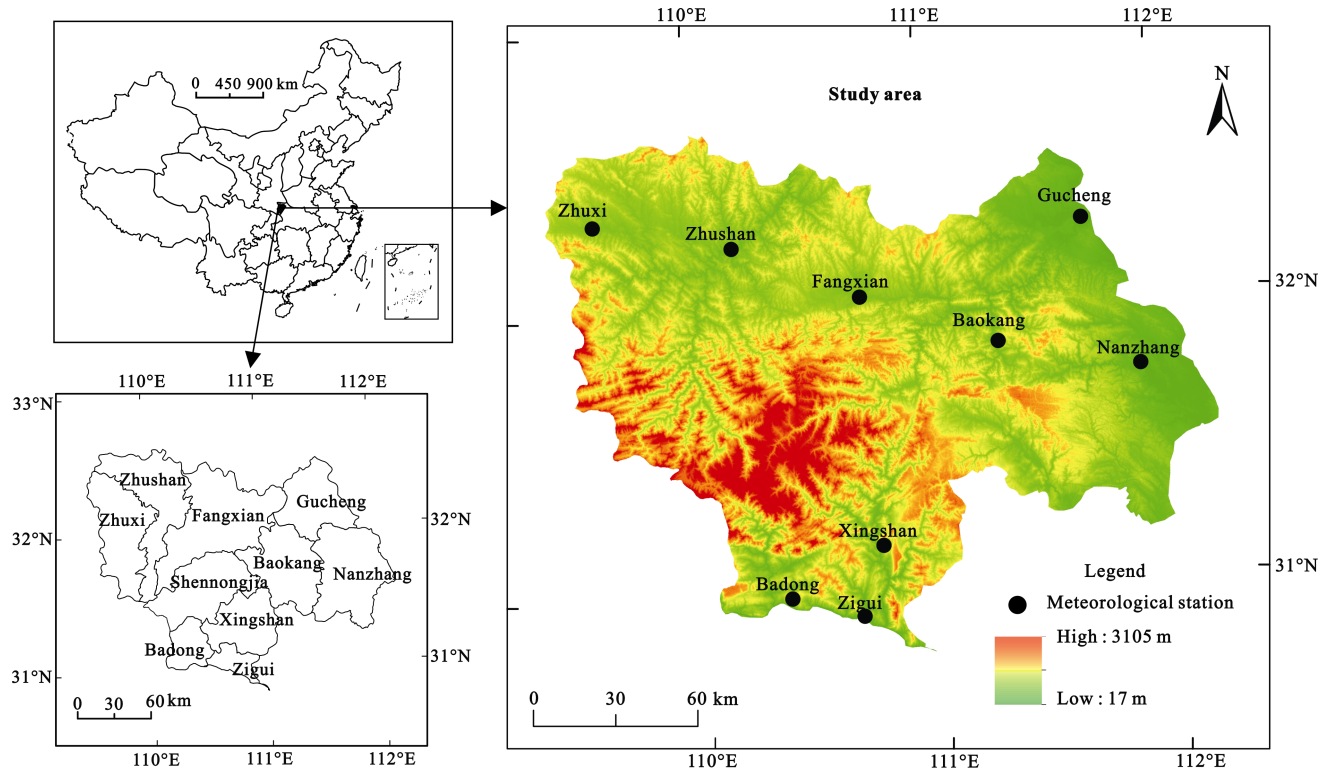 0 450 900 km
110°E 111°E 112°E
33°N
Zhushan
Gucheng
Zhuxi
Fangxian
32°N
32°N
Baokang
Nanzhang
Shennongjia
Xingshan
Badong
31°N
Zigui
31°N
0 30 60 km
110°E 111°E 112°E
110°E 111°E 112°E
Study area
N
Gucheng
Zhuxi
Zhushan
Fangxian
32°N
Baokang
Nanzhang
Xingshan
31°N
Legend
Badong
Zigui
Meteorological station
High : 3105 m
Low : 17 m
0 30 60 km
110°E 111°E 112°E